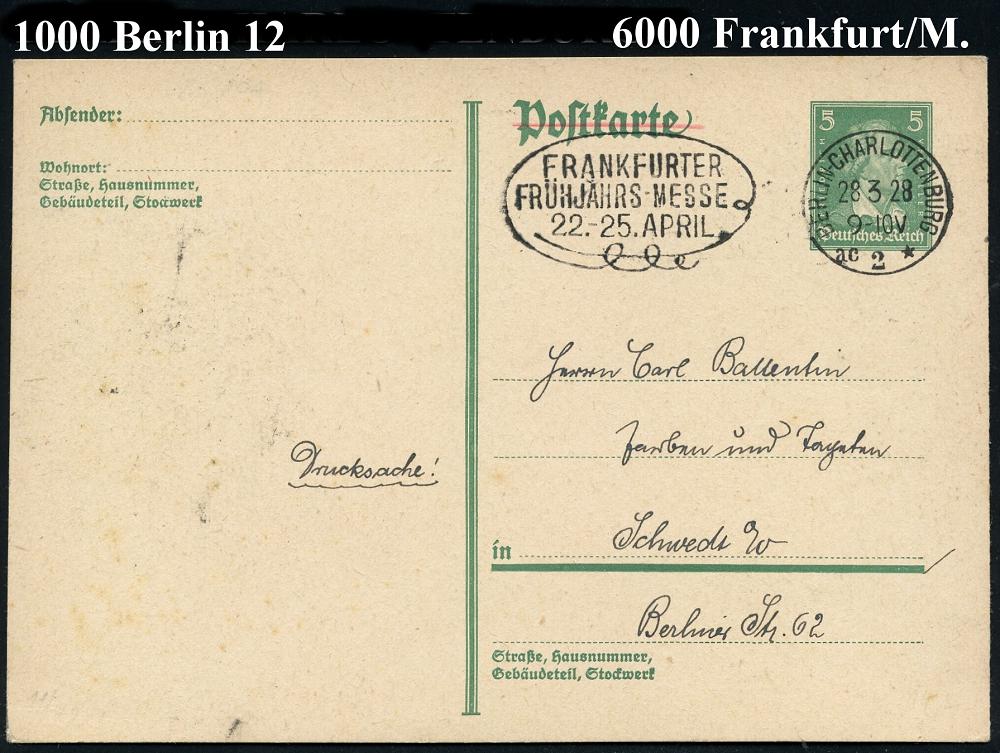 1000 Berlin 12
6000 Frankfurt/M.
Absender:
Wohnort:
Straße, Hausnummer,
Gebäudeteil, Stockwerk
Postkarte
FRANKFURTER
FRÜHJAHRS-MESSE
22.-25. APRIL
5 5
Deutsches Reich
BERLIN-CHARLOTTENBURG
28 3 28
9-10V
ac 2 *
Herrn Carl Ballentin
Farben und Tapeten
Drucksache!
in Schwedt a/O
Berliner Str. 62
Straße, Hausnummer,
Gebäudeteil, Stockwerk